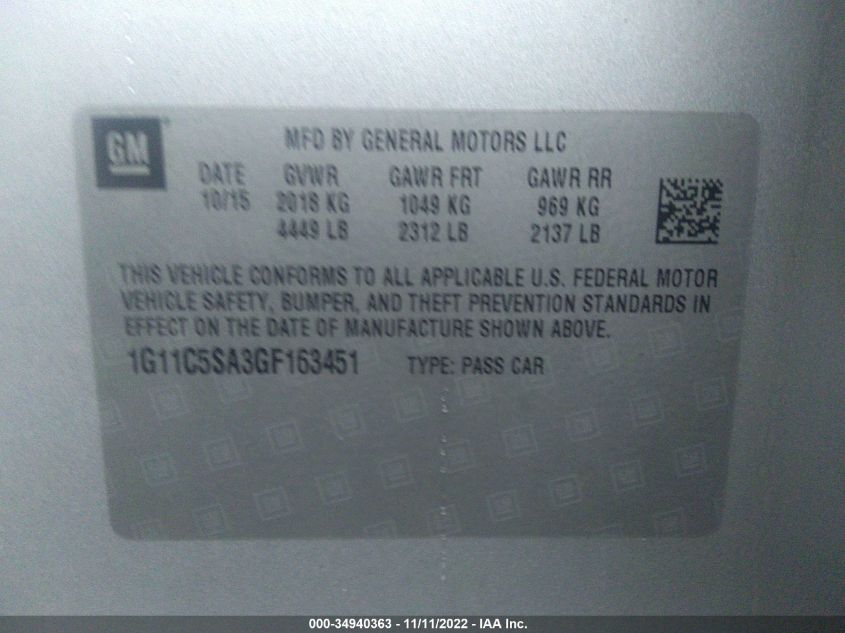 GM
MFD BY GENERAL MOTORS LLC
DATE GVWR GAWR FRT GAWR RR
10/15 2018 KG 1049 KG 969 KG
4449 LB 2312 LB 2137 LB
THIS VEHICLE CONFORMS TO ALL APPLICABLE U.S. FEDERAL MOTOR
VEHICLE SAFETY, BUMPER, AND THEFT PREVENTION STANDARDS IN
EFFECT ON THE DATE OF MANUFACTURE SHOWN ABOVE.
1G11C5SA3GF163451 TYPE: PASS CAR
000-34940363 - 11/11/2022 - IAA Inc.